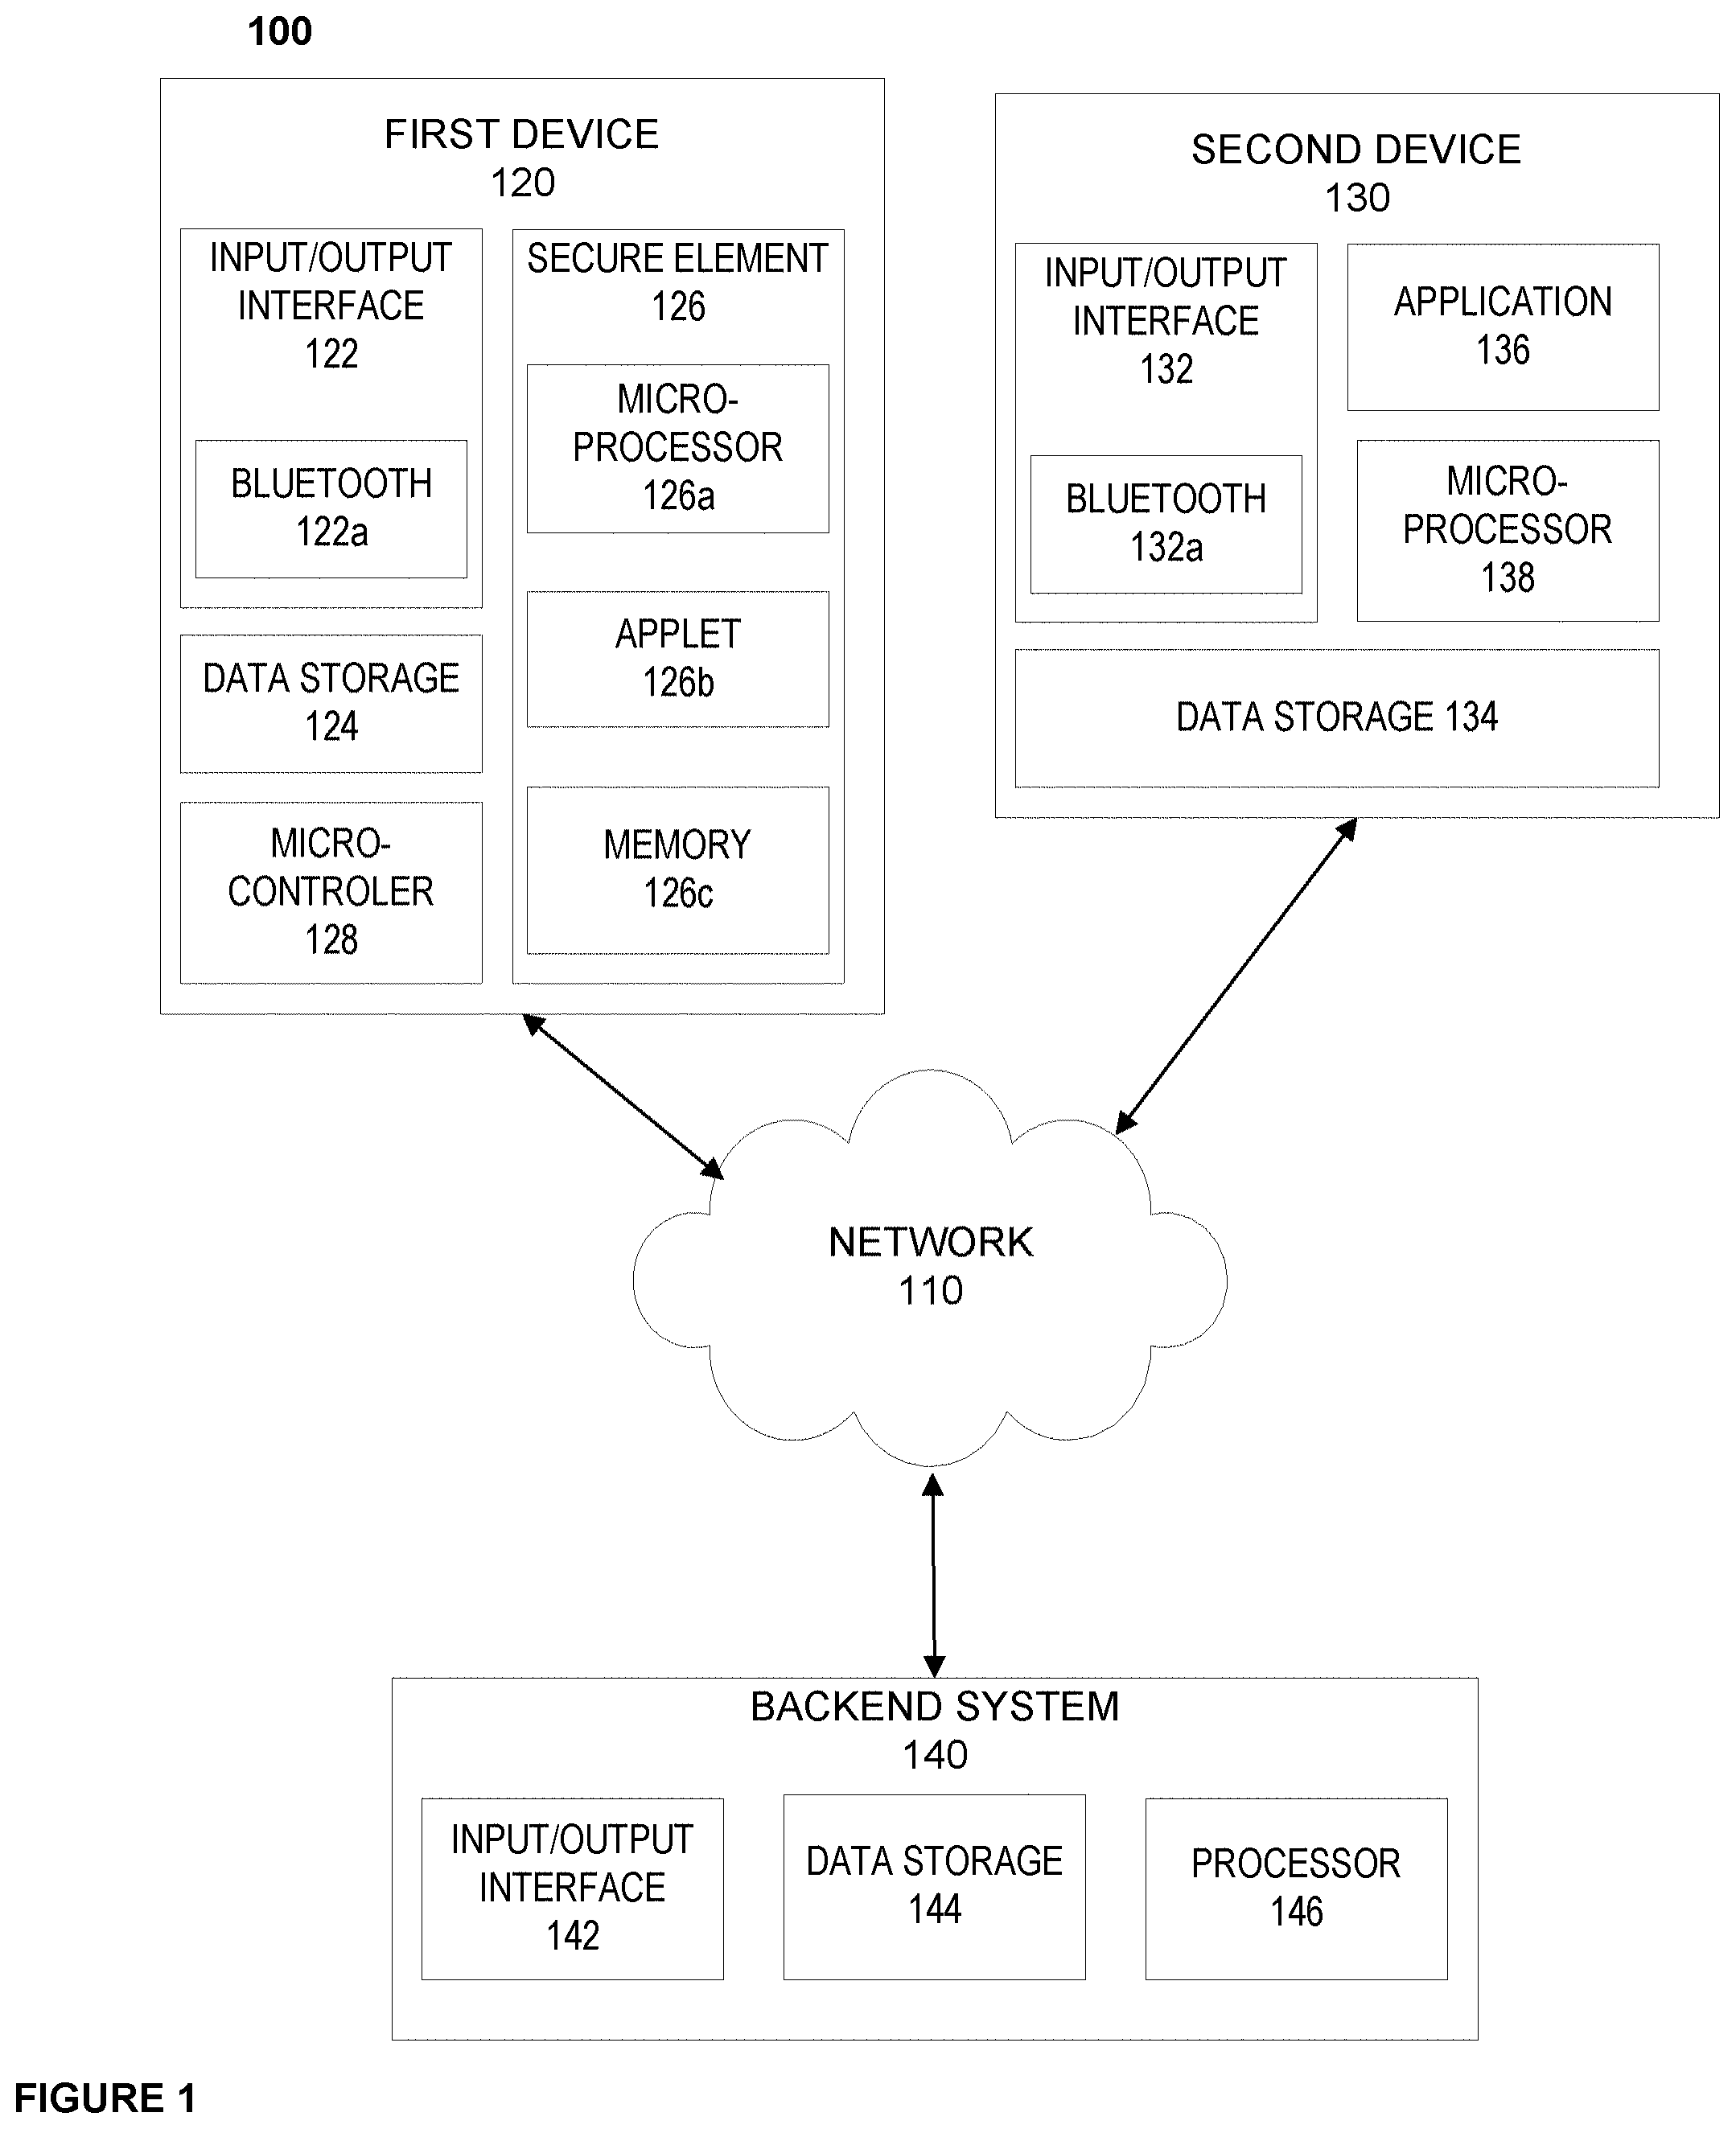 100
FIRST DEVICE
120
INPUT/OUTPUT
INTERFACE
122
BLUETOOTH
122a
DATA STORAGE
124
MICRO-
CONTROLER
128
SECURE ELEMENT
126
MICRO-
PROCESSOR
126a
APPLET
126b
MEMORY
126c
SECOND DEVICE
130
INPUT/OUTPUT
INTERFACE
132
BLUETOOTH
132a
APPLICATION
136
MICRO-
PROCESSOR
138
DATA STORAGE 134
NETWORK
110
BACKEND SYSTEM
140
INPUT/OUTPUT
INTERFACE
142
DATA STORAGE
144
PROCESSOR
146
FIGURE 1